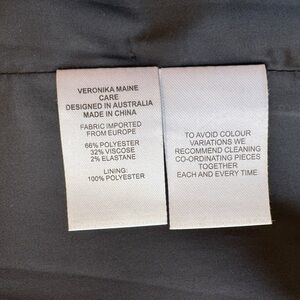 VERONIKA MAINE
CARE
DESIGNED IN AUSTRALIA
MADE IN CHINA
FABRIC IMPORTED
FROM EUROPE
66% POLYESTER
32% VISCOSE
2% ELASTANE
LINING:
100% POLYESTER
TO AVOID COLOUR
VARIATIONS WE
RECOMMEND CLEANING
CO-ORDINATING PIECES
TOGETHER
EACH AND EVERY TIME